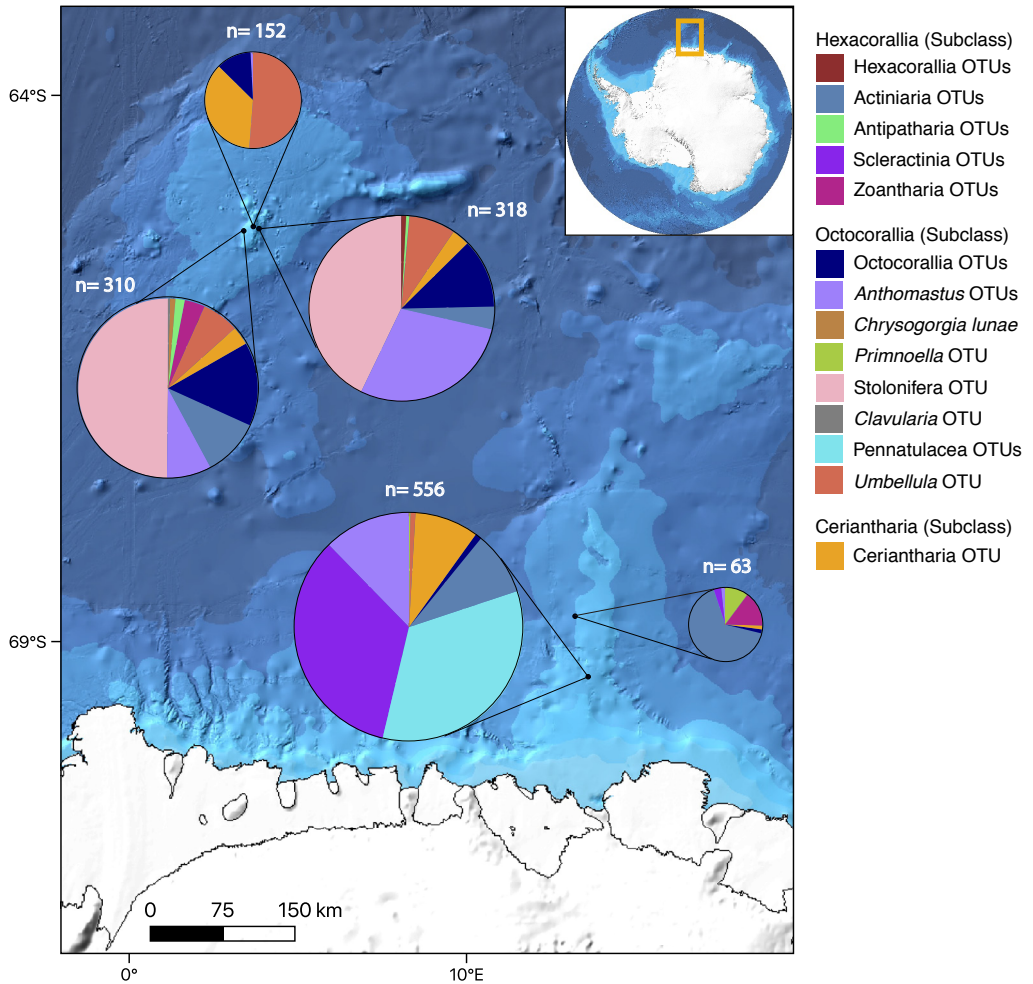 n= 152
64°S
n= 318
n= 310
n= 556
n= 63
69°S
0 75 150 km
0° 10°E
Hexacorallia (Subclass)
Hexacorallia OTUs
Actiniaria OTUs
Antipatharia OTUs
Scleractinia OTUs
Zoantharia OTUs
Octocorallia (Subclass)
Octocorallia OTUs
Anthomastus OTUs
Chrysogorgia lunae
Primnoella OTU
Stolonifera OTU
Clavularia OTU
Pennatulacea OTUs
Umbellula OTU
Ceriantharia (Subclass)
Ceriantharia OTU